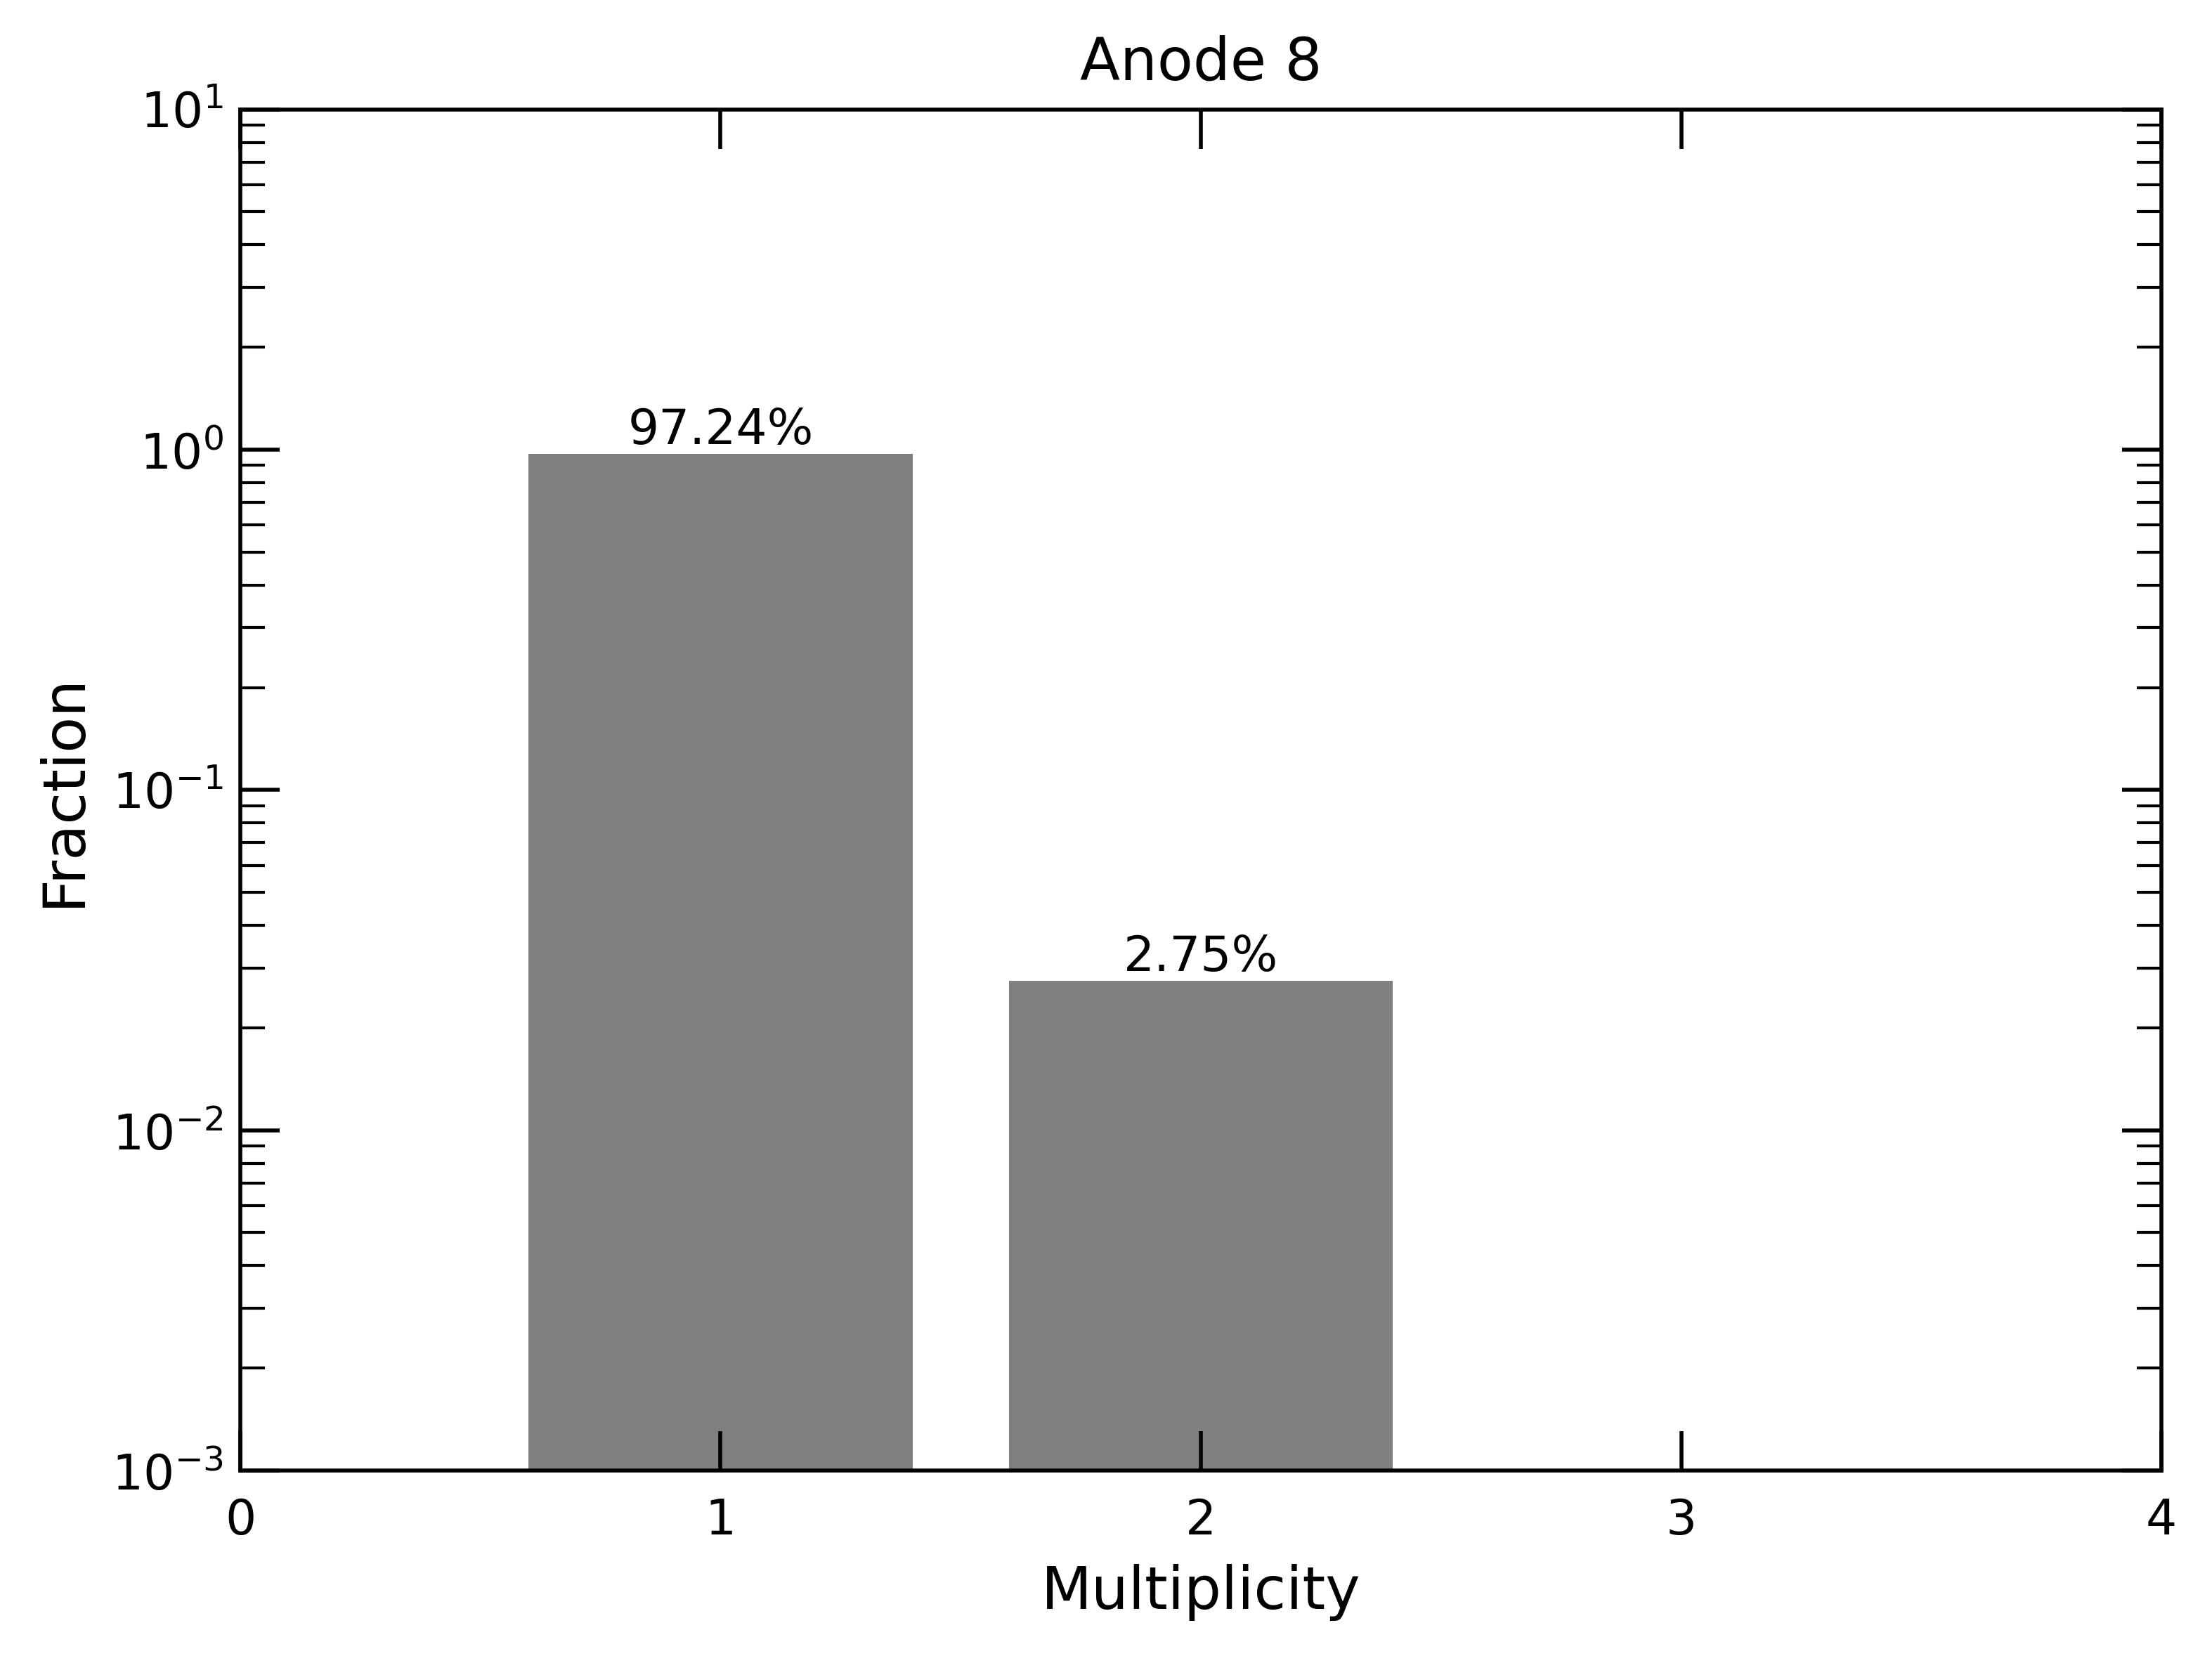 Anode 8
10¹
10⁰
10⁻¹
10⁻²
10⁻³
Fraction
97.24%
2.75%
0 1 2 3 4
Multiplicity